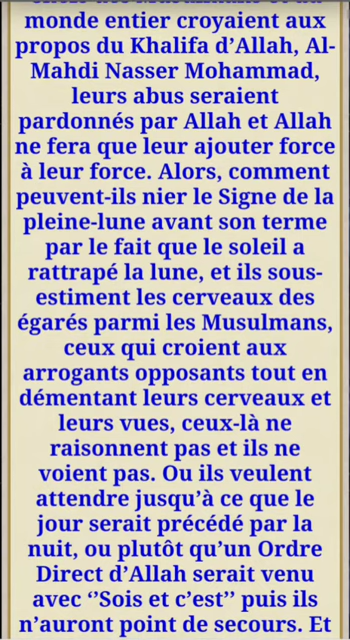 monde entier croyaient aux
propos du Khalifa d’Allah, Al-
Mahdi Nasser Mohammad,
leurs abus seraient
pardonnés par Allah et Allah
ne fera que leur ajouter force
à leur force. Alors, comment
peuvent-ils nier le Signe de la
pleine-lune avant son terme
par le fait que le soleil a
rattrapé la lune, et ils sous-
estiment les cerveaux des
égarés parmi les Musulmans,
ceux qui croient aux
arrogants opposants tout en
démentant leurs cerveaux et
leurs vues, ceux-là ne
raisonnent pas et ils ne
voient pas. Ou ils veulent
attendre jusqu’à ce que le
jour serait précédé par la
nuit, ou plutôt qu’un Ordre
Direct d’Allah serait venu
avec ‘’Sois et c’est’’ puis ils
n’auront point de secours. Et